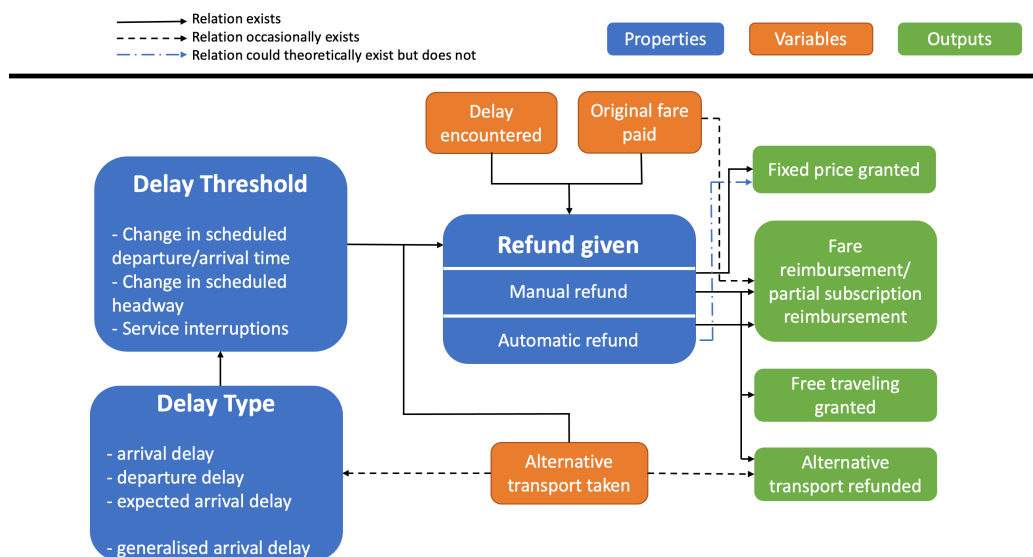 Relation exists
Relation occasionally exists
Relation could theoretically exist but does not
Properties
Variables
Outputs
Delay
encountered
Original fare
paid
Fixed price granted
Delay Threshold
- Change in scheduled
departure/arrival time
- Change in scheduled
headway
- Service interruptions
Refund given
Manual refund
Automatic refund
Fare
reimbursement/
partial subscription
reimbursement
Free traveling
granted
Delay Type
- arrival delay
- departure delay
- expected arrival delay
- generalised arrival delay
Alternative
transport taken
Alternative
transport refunded